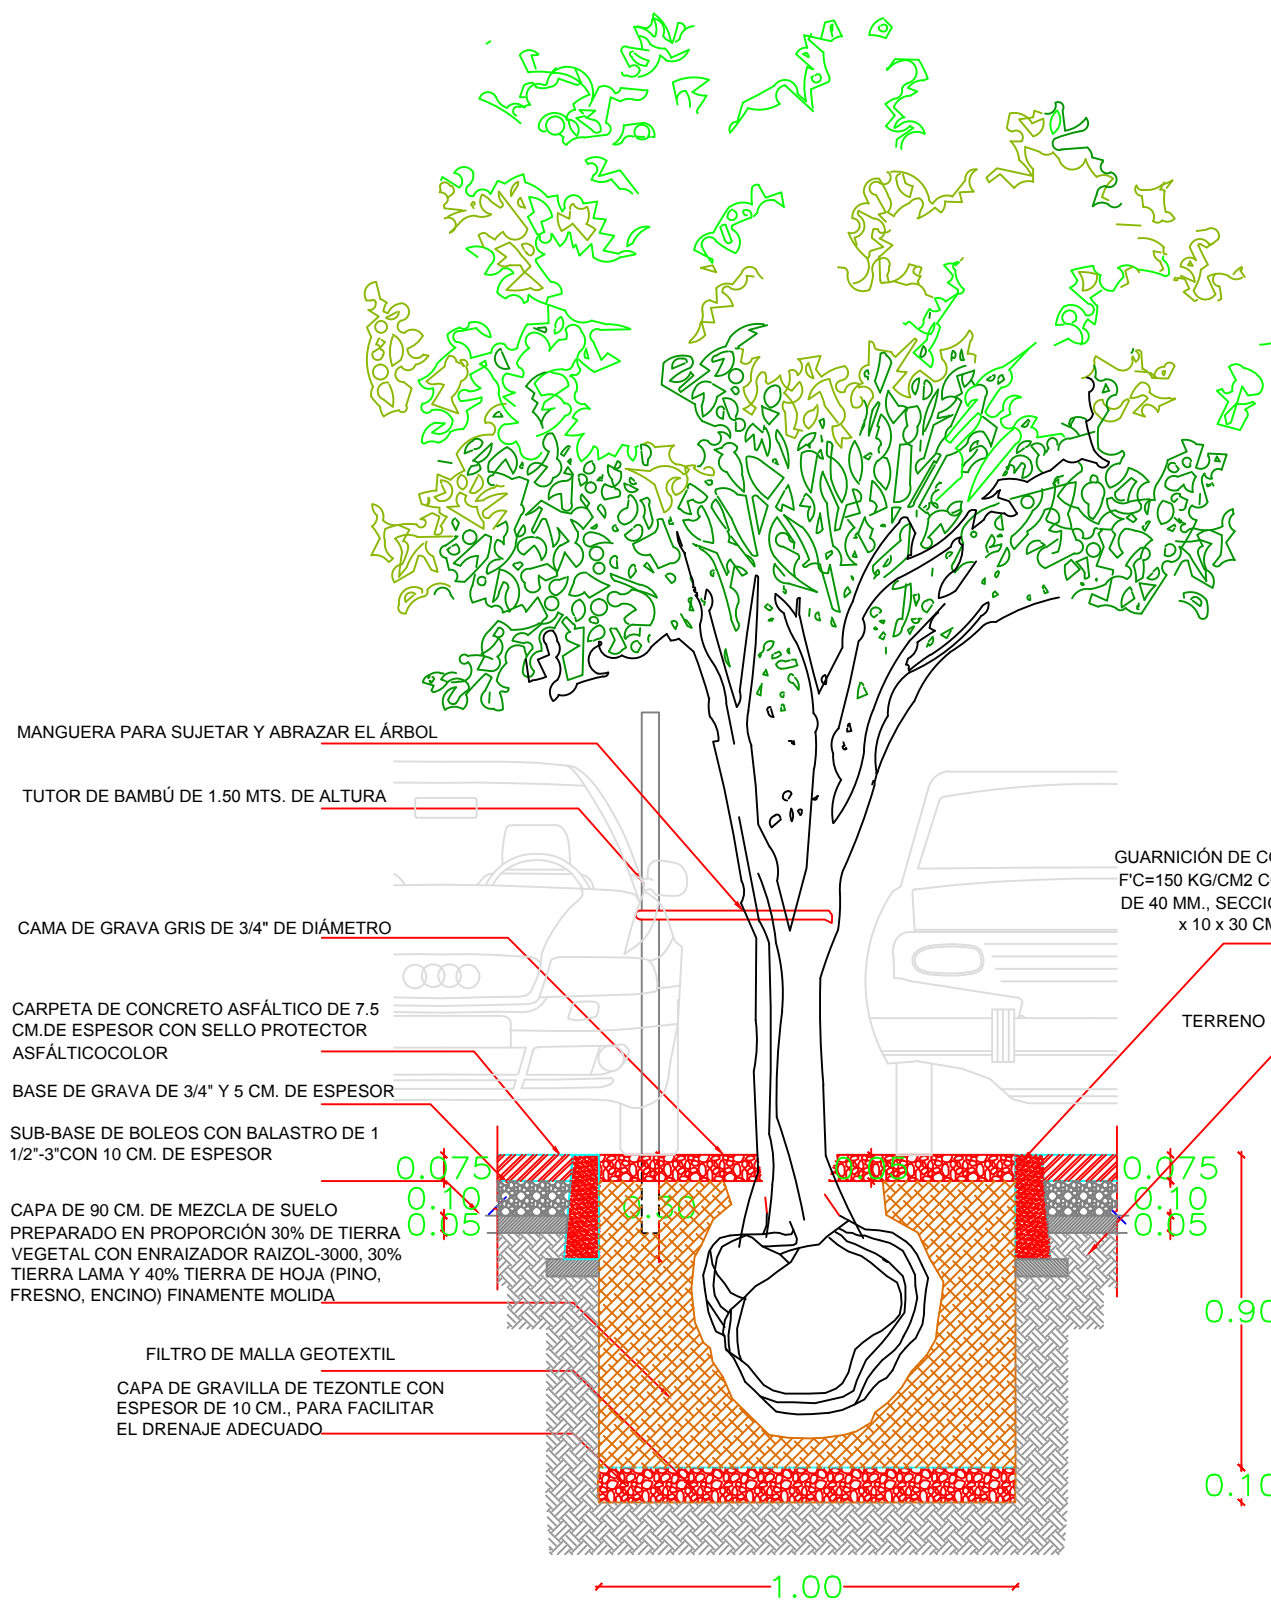 MANGUERA PARA SUJETAR Y ABRAZAR EL ÁRBOL
TUTOR DE BAMBÚ DE 1.50 MTS. DE ALTURA
CAMA DE GRAVA GRIS DE 3/4" DE DIÁMETRO
CARPETA DE CONCRETO ASFÁLTICO DE 7.5
CM.DE ESPESOR CON SELLO PROTECTOR
ASFÁLTICOCOLOR
BASE DE GRAVA DE 3/4" Y 5 CM. DE ESPESOR
SUB-BASE DE BOLEOS CON BALASTRO DE 1
1/2"-3"CON 10 CM. DE ESPESOR
CAPA DE 90 CM. DE MEZCLA DE SUELO
PREPARADO EN PROPORCIÓN 30% DE TIERRA
VEGETAL CON ENRAIZADOR RAIZOL-3000, 30%
TIERRA LAMA Y 40% TIERRA DE HOJA (PINO,
FRESNO, ENCINO) FINAMENTE MOLIDA
FILTRO DE MALLA GEOTEXTIL
CAPA DE GRAVILLA DE TEZONTLE CON
ESPESOR DE 10 CM., PARA FACILITAR
EL DRENAJE ADECUADO
GUARNICIÓN DE
F'C=150 KG/CM2
DE 40 MM.,
x 10 x 30
TERRENO
0.075
0.10
0.05
0.30
0.05
0.075
0.10
0.05
0.90
0.10
1.00